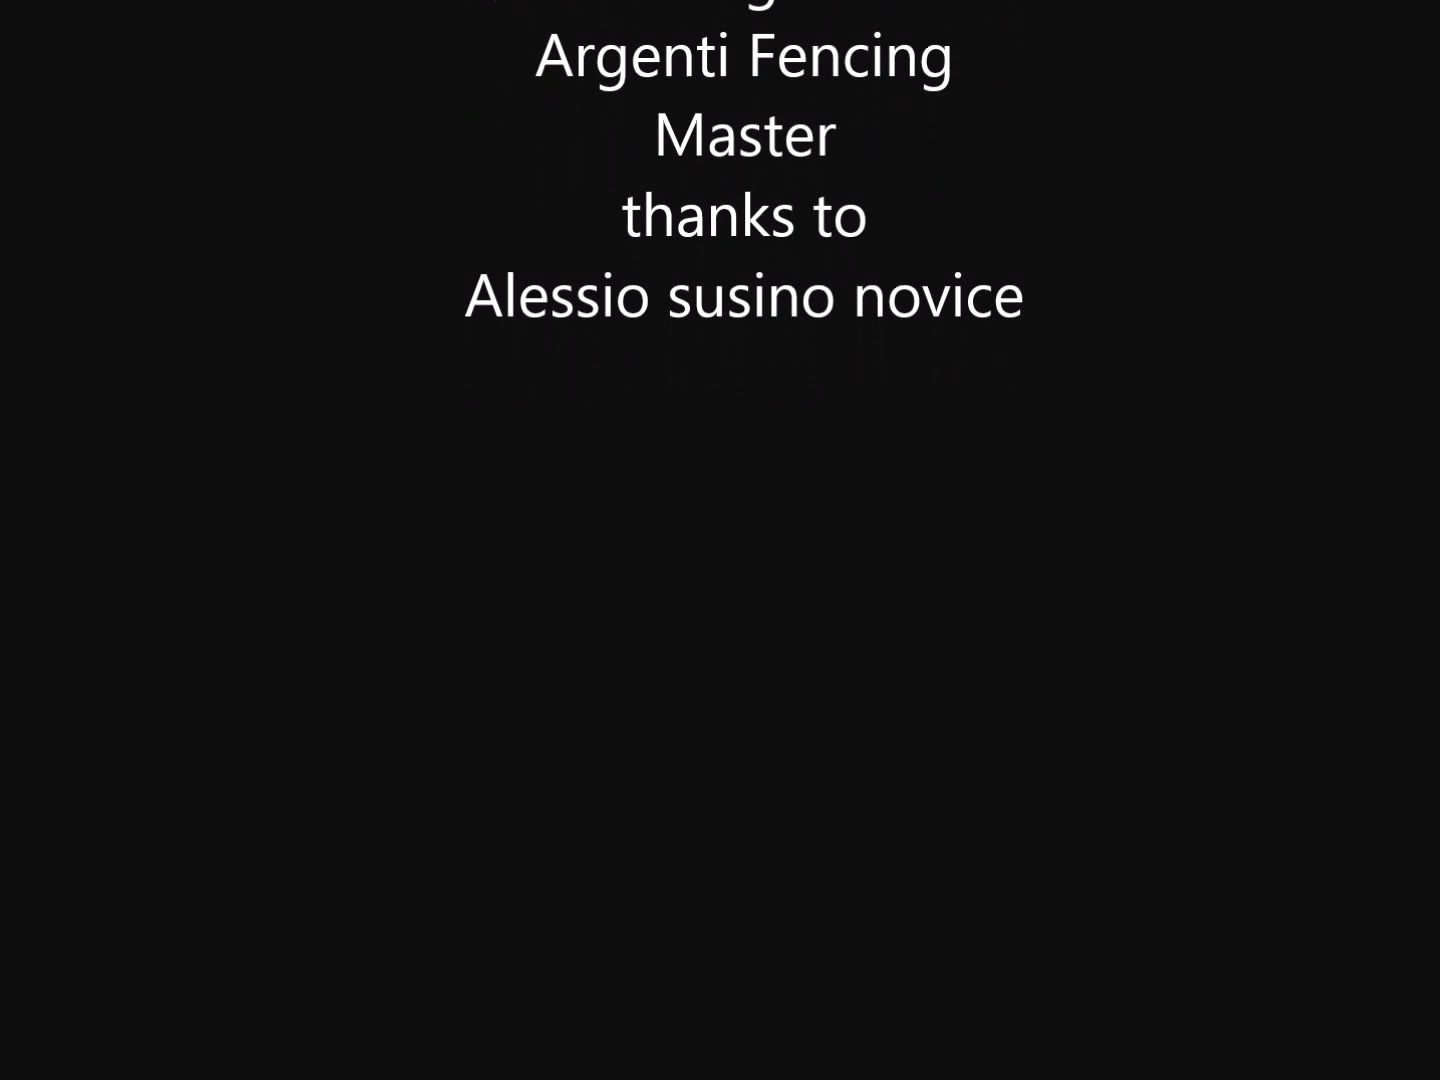 Argenti Fencing
Master
thanks to
Alessio susino novice